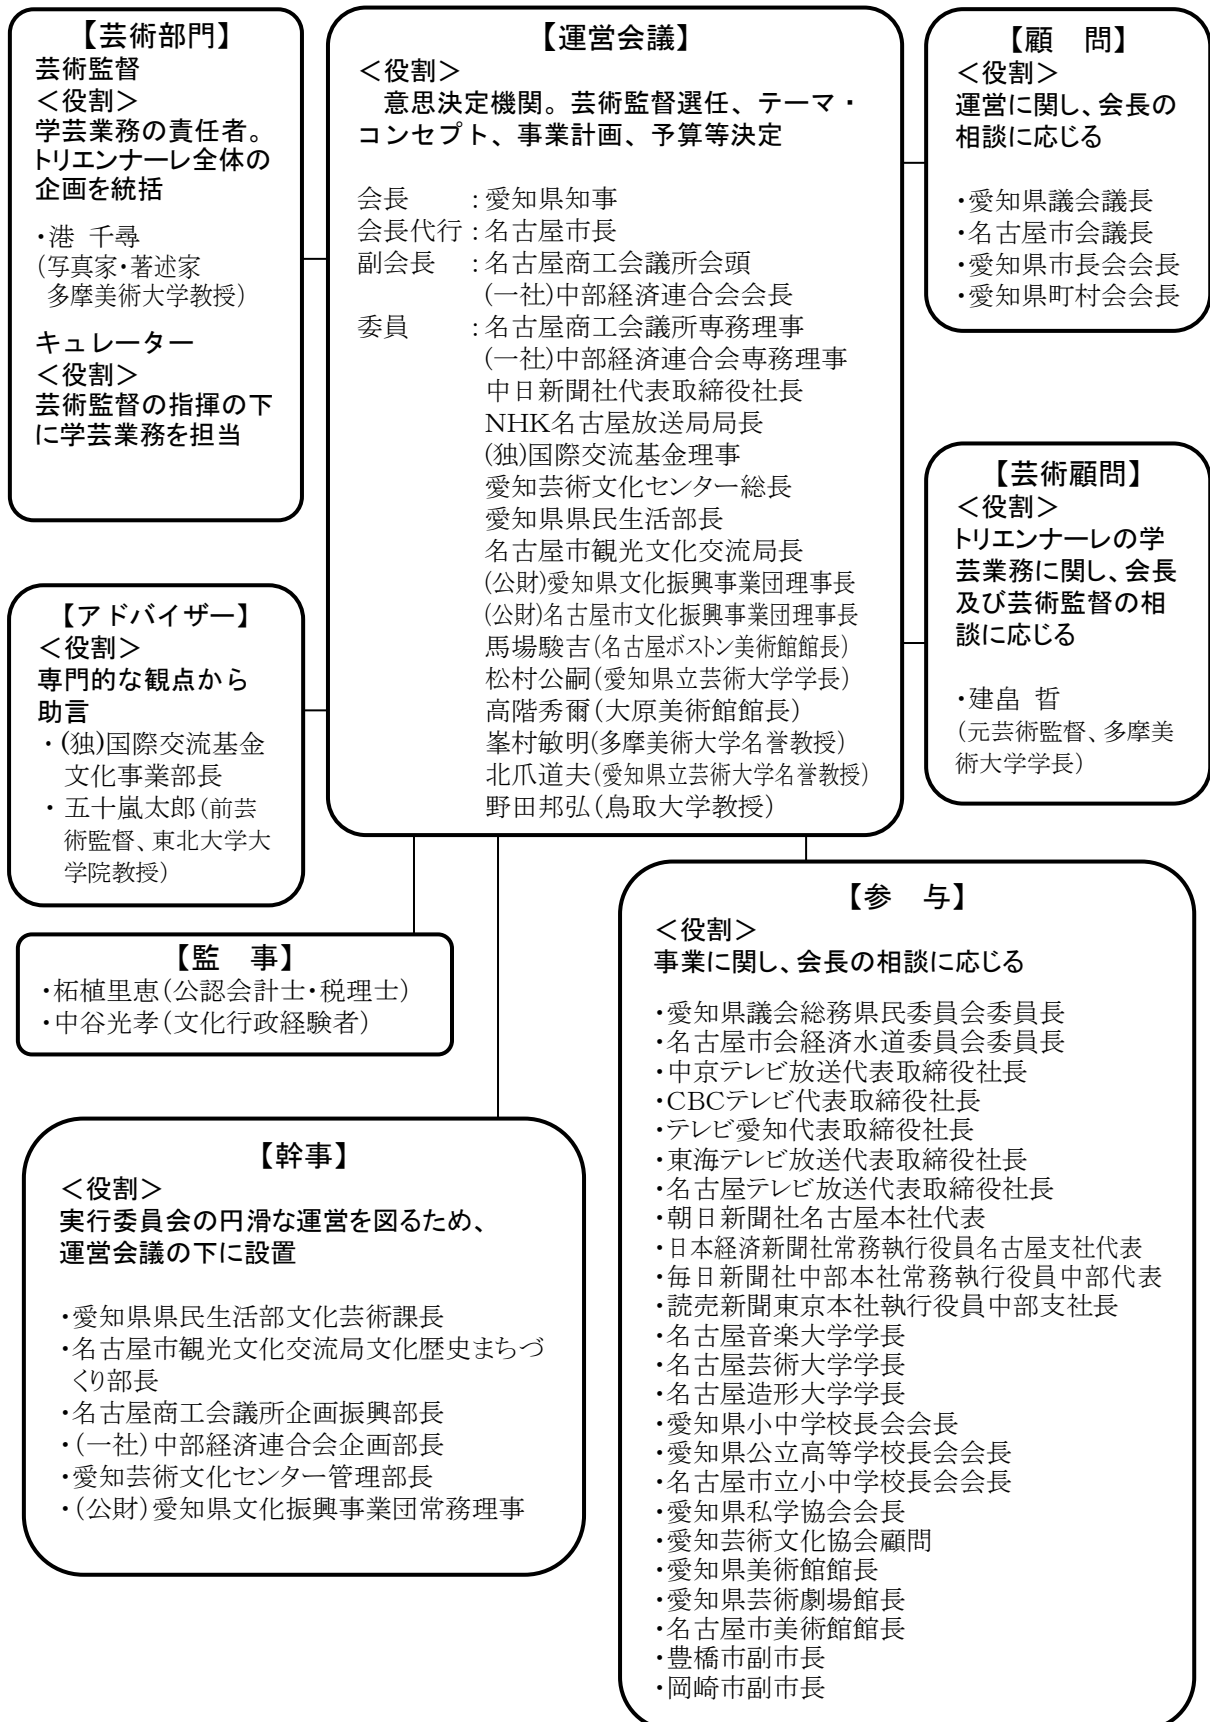 【芸術部門】
芸術監督
＜役割＞
学芸業務の責任者。
トリエンナーレ全体の
企画を統括
・港 千尋
(写真家・著述家
多摩美術大学教授)
キュレーター
＜役割＞
芸術監督の指揮の下
に学芸業務を担当
【運営会議】
＜役割＞
意思決定機関。芸術監督選任、テーマ・
コンセプト、事業計画、予算等決定
会長 :愛知県知事
会長代行:名古屋市長
副会長 :名古屋商工会議所会頭
(一社)中部経済連合会会長
委員 :名古屋商工会議所専務理事
(一社)中部経済連合会専務理事
中日新聞社代表取締役社長
NHK名古屋放送局局長
(独)国際交流基金理事
愛知芸術文化センター総長
愛知県県民生活部長
名古屋市観光文化交流局長
(公財)愛知県文化振興事業団理事長
(公財)名古屋市文化振興事業団理事長
馬場駿吉(名古屋ボストン美術館館長)
松村公嗣(愛知県立芸術大学学長)
高階秀爾(大原美術館館長)
峯村敏明(多摩美術大学名誉教授)
北爪道夫(愛知県立芸術大学名誉教授)
野田邦弘(鳥取大学教授)
【顧 問】
＜役割＞
運営に関し、会長の
相談に応じる
・愛知県議会議長
・名古屋市会議長
・愛知県市長会会長
・愛知県町村会会長
【芸術顧問】
＜役割＞
トリエンナーレの学
芸業務に関し、会長
及び芸術監督の相
談に応じる
・建畠 晢
(元芸術監督、多摩美
術大学学長)
【アドバイザー】
＜役割＞
専門的な観点から
助言
・(独)国際交流基金
文化事業部長
・五十嵐太郎(前芸
術監督、東北大学大
学院教授)
【監 事】
・柘植里恵(公認会計士・税理士)
・中谷光孝(文化行政経験者)
【幹事】
＜役割＞
実行委員会の円滑な運営を図るため、
運営会議の下に設置
・愛知県県民生活部文化芸術課長
・名古屋市観光文化交流局文化歴史まちづ
くり部長
・名古屋商工会議所企画振興部長
・(一社)中部経済連合会企画部長
・愛知芸術文化センター管理部長
・(公財)愛知県文化振興事業団常務理事
【参 与】
＜役割＞
事業に関し、会長の相談に応じる
・愛知県議会総務県民委員会委員長
・名古屋市会経済水道委員会委員長
・中京テレビ放送代表取締役社長
・CBCテレビ代表取締役社長
・テレビ愛知代表取締役社長
・東海テレビ放送代表取締役社長
・名古屋テレビ放送代表取締役社長
・朝日新聞社名古屋本社代表
・日本経済新聞社常務執行役員名古屋支社代表
・毎日新聞社中部本社常務執行役員中部代表
・読売新聞東京本社執行役員中部支社長
・名古屋音楽大学学長
・名古屋芸術大学学長
・名古屋造形大学学長
・愛知県小中学校長会会長
・愛知県公立高等学校長会会長
・名古屋市立小中学校長会会長
・愛知県私学協会会長
・愛知芸術文化協会顧問
・愛知県美術館館長
・愛知県芸術劇場館長
・名古屋市美術館館長
・豊橋市副市長
・岡崎市副市長